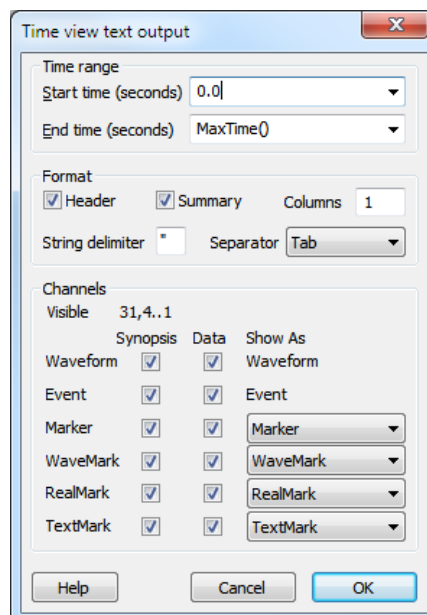 Time view text output
Time range
Start time (seconds) 0.0
End time (seconds) MaxTime()
Format
Header Summary Columns 1
String delimiter " Separator Tab
Channels
Visible 31,4..1
Synopsis Data Show As
Waveform Waveform
Event Event
Marker Marker
WaveMark WaveMark
RealMark RealMark
TextMark TextMark
Help Cancel OK